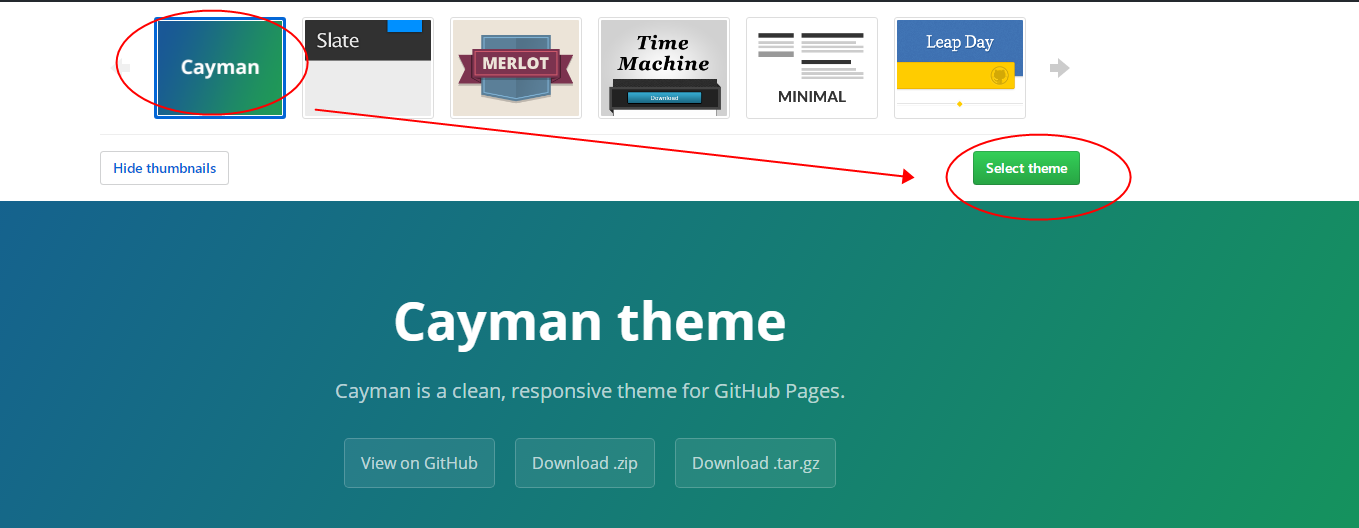 Cayman
Slate
MERLOT
Time
Machine
Download
MINIMAL
Leap Day
Hide thumbnails
Select theme
Cayman theme
Cayman is a clean, responsive theme for GitHub Pages.
View on GitHub
Download .zip
Download .tar.gz